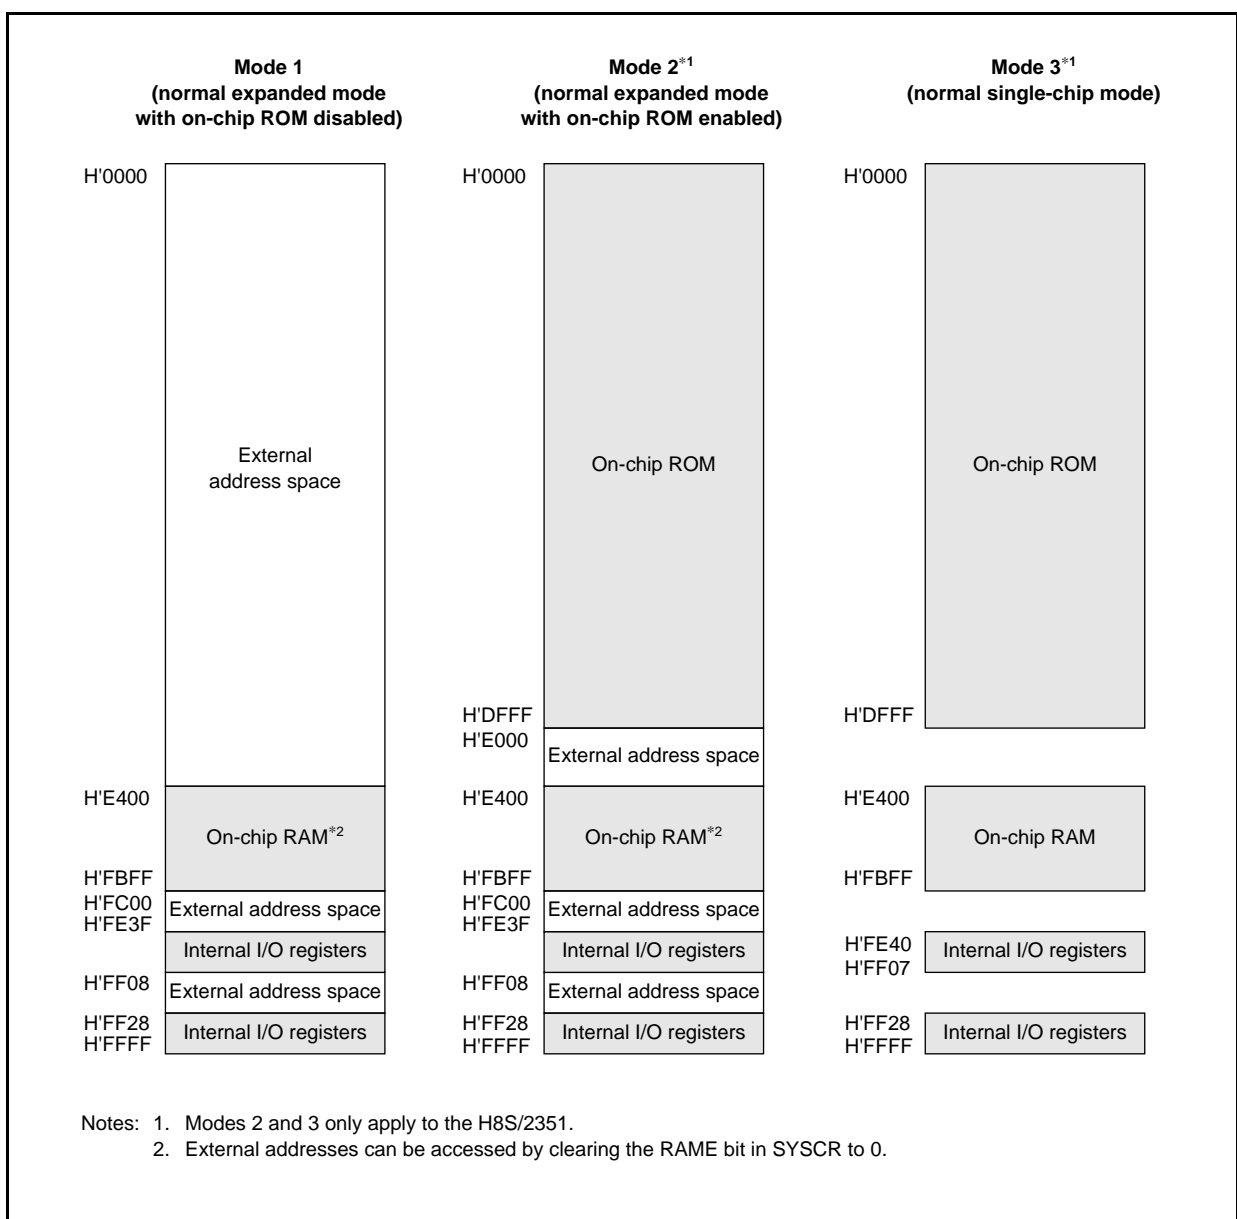 Mode 1
(normal expanded mode
with on-chip ROM disabled)
H'0000
External
address space
H'E400
On-chip RAM*2
H'FBFF
H'FC00
External address space
H'FE3F
Internal I/O registers
H'FF08
External address space
H'FF28
Internal I/O registers
H'FFFF
Mode 2*1
(normal expanded mode
with on-chip ROM enabled)
H'0000
On-chip ROM
H'DFFF
H'E000
External address space
H'E400
On-chip RAM*2
H'FBFF
H'FC00
External address space
H'FE3F
Internal I/O registers
H'FF08
External address space
H'FF28
Internal I/O registers
H'FFFF
Mode 3*1
(normal single-chip mode)
H'0000
On-chip ROM
H'DFFF
H'E400
On-chip RAM
H'FBFF
H'FE40
Internal I/O registers
H'FF07
H'FF28
Internal I/O registers
H'FFFF
Notes: 1. Modes 2 and 3 only apply to the H8S/2351.
2. External addresses can be accessed by clearing the RAME bit in SYSCR to 0.